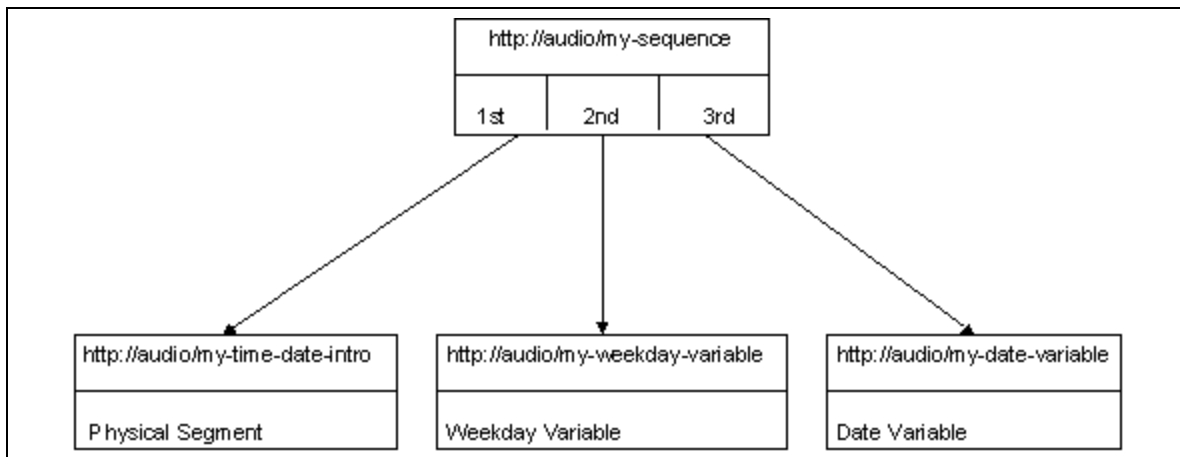 http://audio/my-sequence
1st 2nd 3rd
http://audio/my-time-date-intro
Physical Segment
http://audio/my-weekday-variable
Weekday Variable
http://audio/my-date-variable
Date Variable